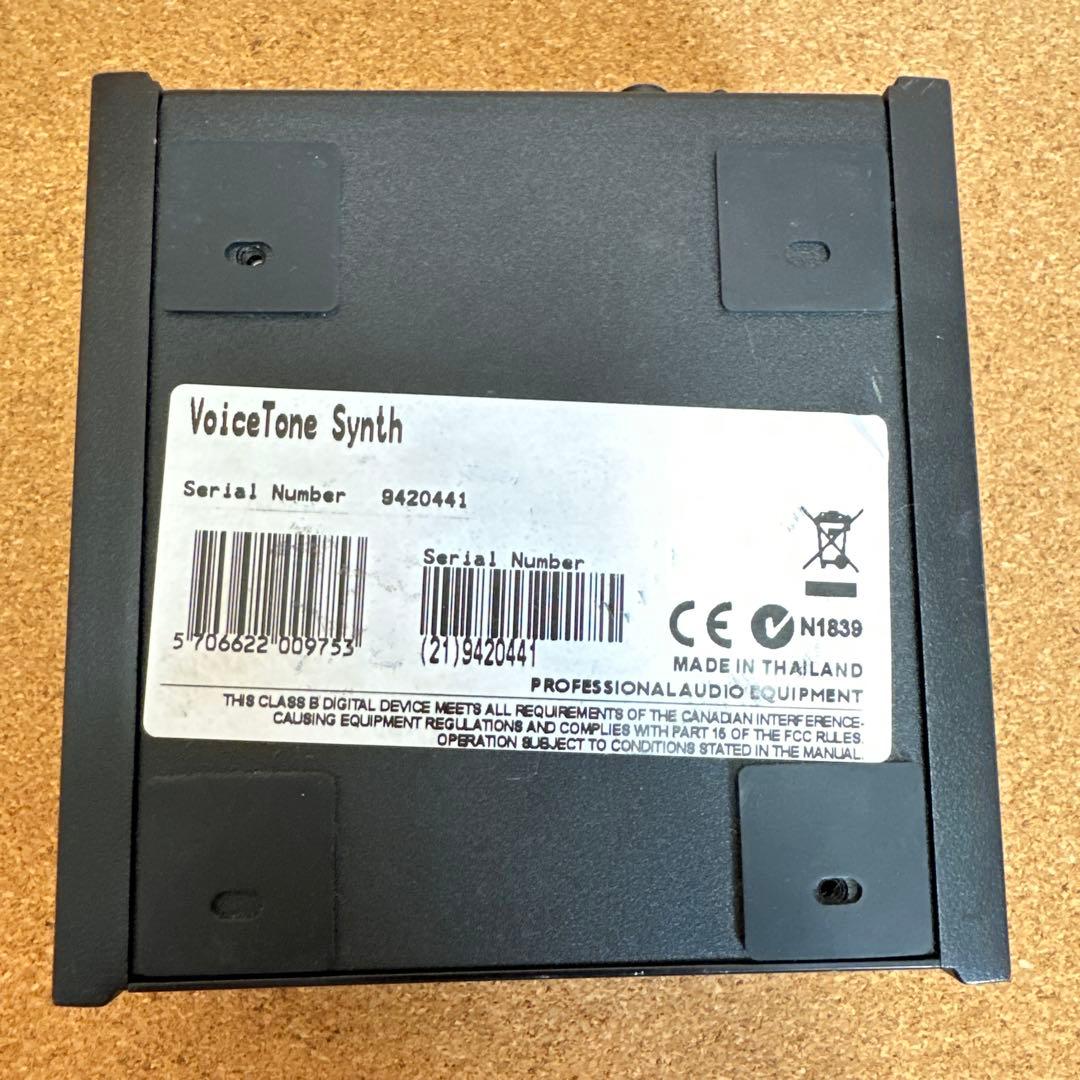 VoiceTone Synth
Serial Number 9420441
Serial Number
5 706622 009753
(21)9420441
CE N1839
MADE IN THAILAND
PROFESSIONAL AUDIO EQUIPMENT
THIS CLASS B DIGITAL DEVICE MEETS ALL REQUIREMENTS OF THE CANADIAN INTERFERENCE-
CAUSING EQUIPMENT REGULATIONS AND COMPLIES WITH PART 15 OF THE FCC RULES.
OPERATION SUBJECT TO CONDITIONS STATED IN THE MANUAL.